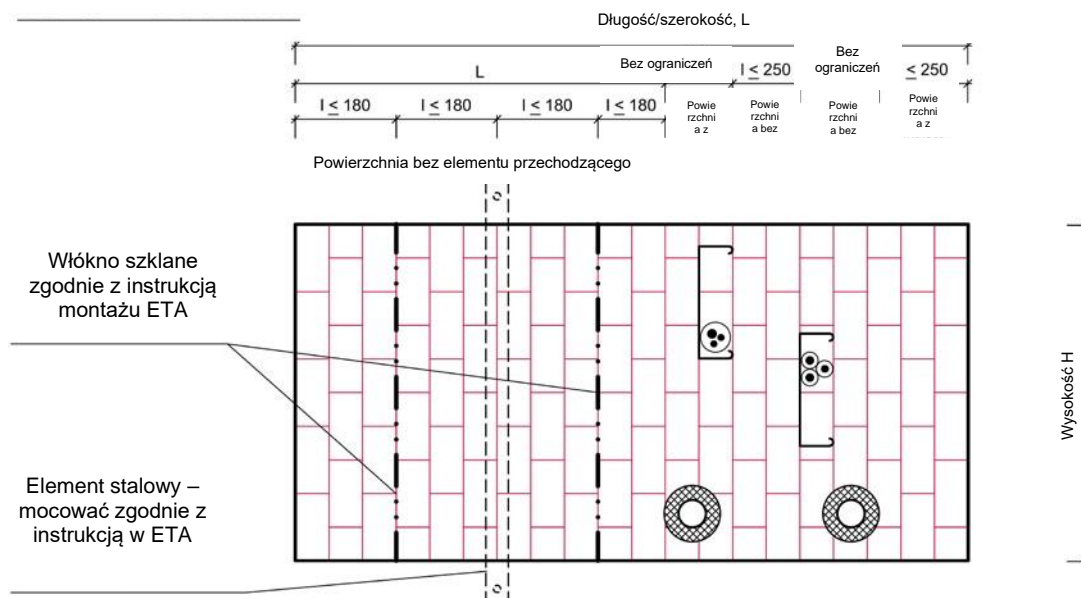 Długość/szerokość, L
L
Bez ograniczeń
l ≤ 250
Bez
ograniczeń
≤ 250
l ≤ 180
l ≤ 180
l ≤ 180
l ≤ 180
Powie
rzchni
a z
Powie
rzchni
a bez
Powie
rzchni
a bez
Powie
rzchni
a z
Powierzchnia bez elementu przechodzącego
Włókno szklane
zgodnie z instrukcją
montażu ETA
Element stalowy –
mocować zgodnie z
instrukcją w ETA
Wysokość H